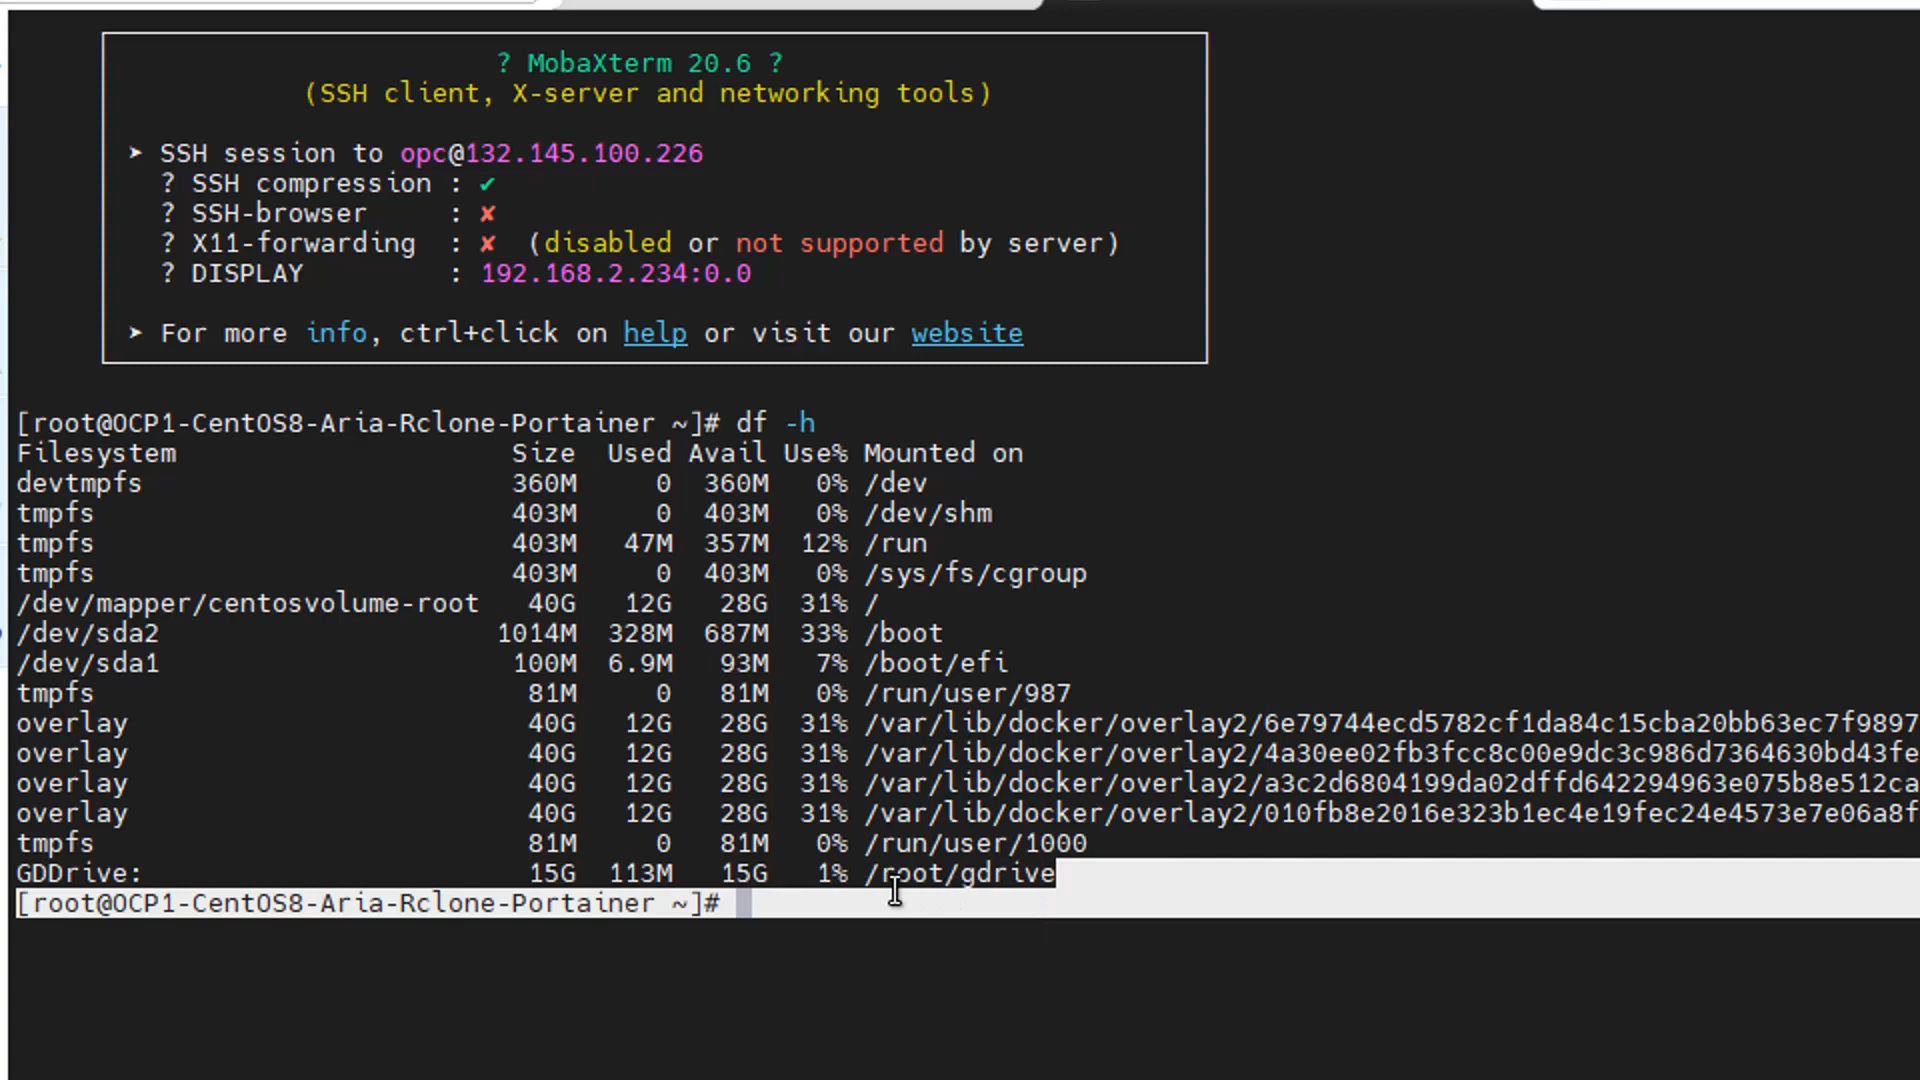 ? MobaXterm 20.6 ?
(SSH client, X-server and networking tools)
➤ SSH session to opc@132.145.100.226
? SSH compression : ✔
? SSH-browser : ✘
? X11-forwarding : ✘ (disabled or not supported by server)
? DISPLAY : 192.168.2.234:0.0
➤ For more info, ctrl+click on help or visit our website
[root@OCP1-CentOS8-Aria-Rclone-Portainer ~]# df -h
Filesystem Size Used Avail Use% Mounted on
devtmpfs 360M 0 360M 0% /dev
tmpfs 403M 0 403M 0% /dev/shm
tmpfs 403M 47M 357M 12% /run
tmpfs 403M 0 403M 0% /sys/fs/cgroup
/dev/mapper/centosvolume-root 40G 12G 28G 31% /
/dev/sda2 1014M 328M 687M 33% /boot
/dev/sda1 100M 6.9M 93M 7% /boot/efi
tmpfs 81M 0 81M 0% /run/user/987
overlay 40G 12G 28G 31% /var/lib/docker/overlay2/6e79744ecd5782cf1da84c15cba20bb63ec7f9897
overlay 40G 12G 28G 31% /var/lib/docker/overlay2/4a30ee02fb3fcc8c00e9dc3c986d7364630bd43fe
overlay 40G 12G 28G 31% /var/lib/docker/overlay2/a3c2d6804199da02dffd642294963e075b8e512ca
overlay 40G 12G 28G 31% /var/lib/docker/overlay2/010fb8e2016e323b1ec4e19fec24e4573e7e06a8f
tmpfs 81M 0 81M 0% /run/user/1000
GDDrive: 15G 113M 15G 1% /root/gdrive
[root@OCP1-CentOS8-Aria-Rclone-Portainer ~]#